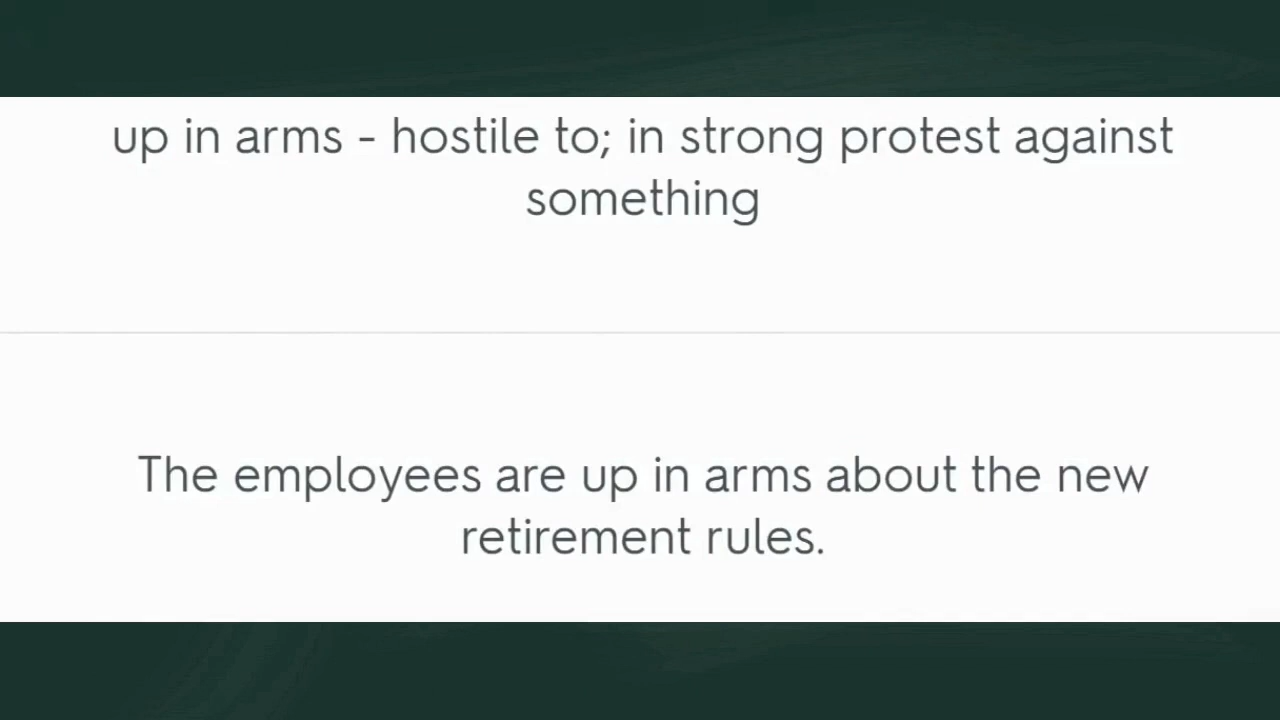 up in arms - hostile to; in strong protest against
something
The employees are up in arms about the new
retirement rules.